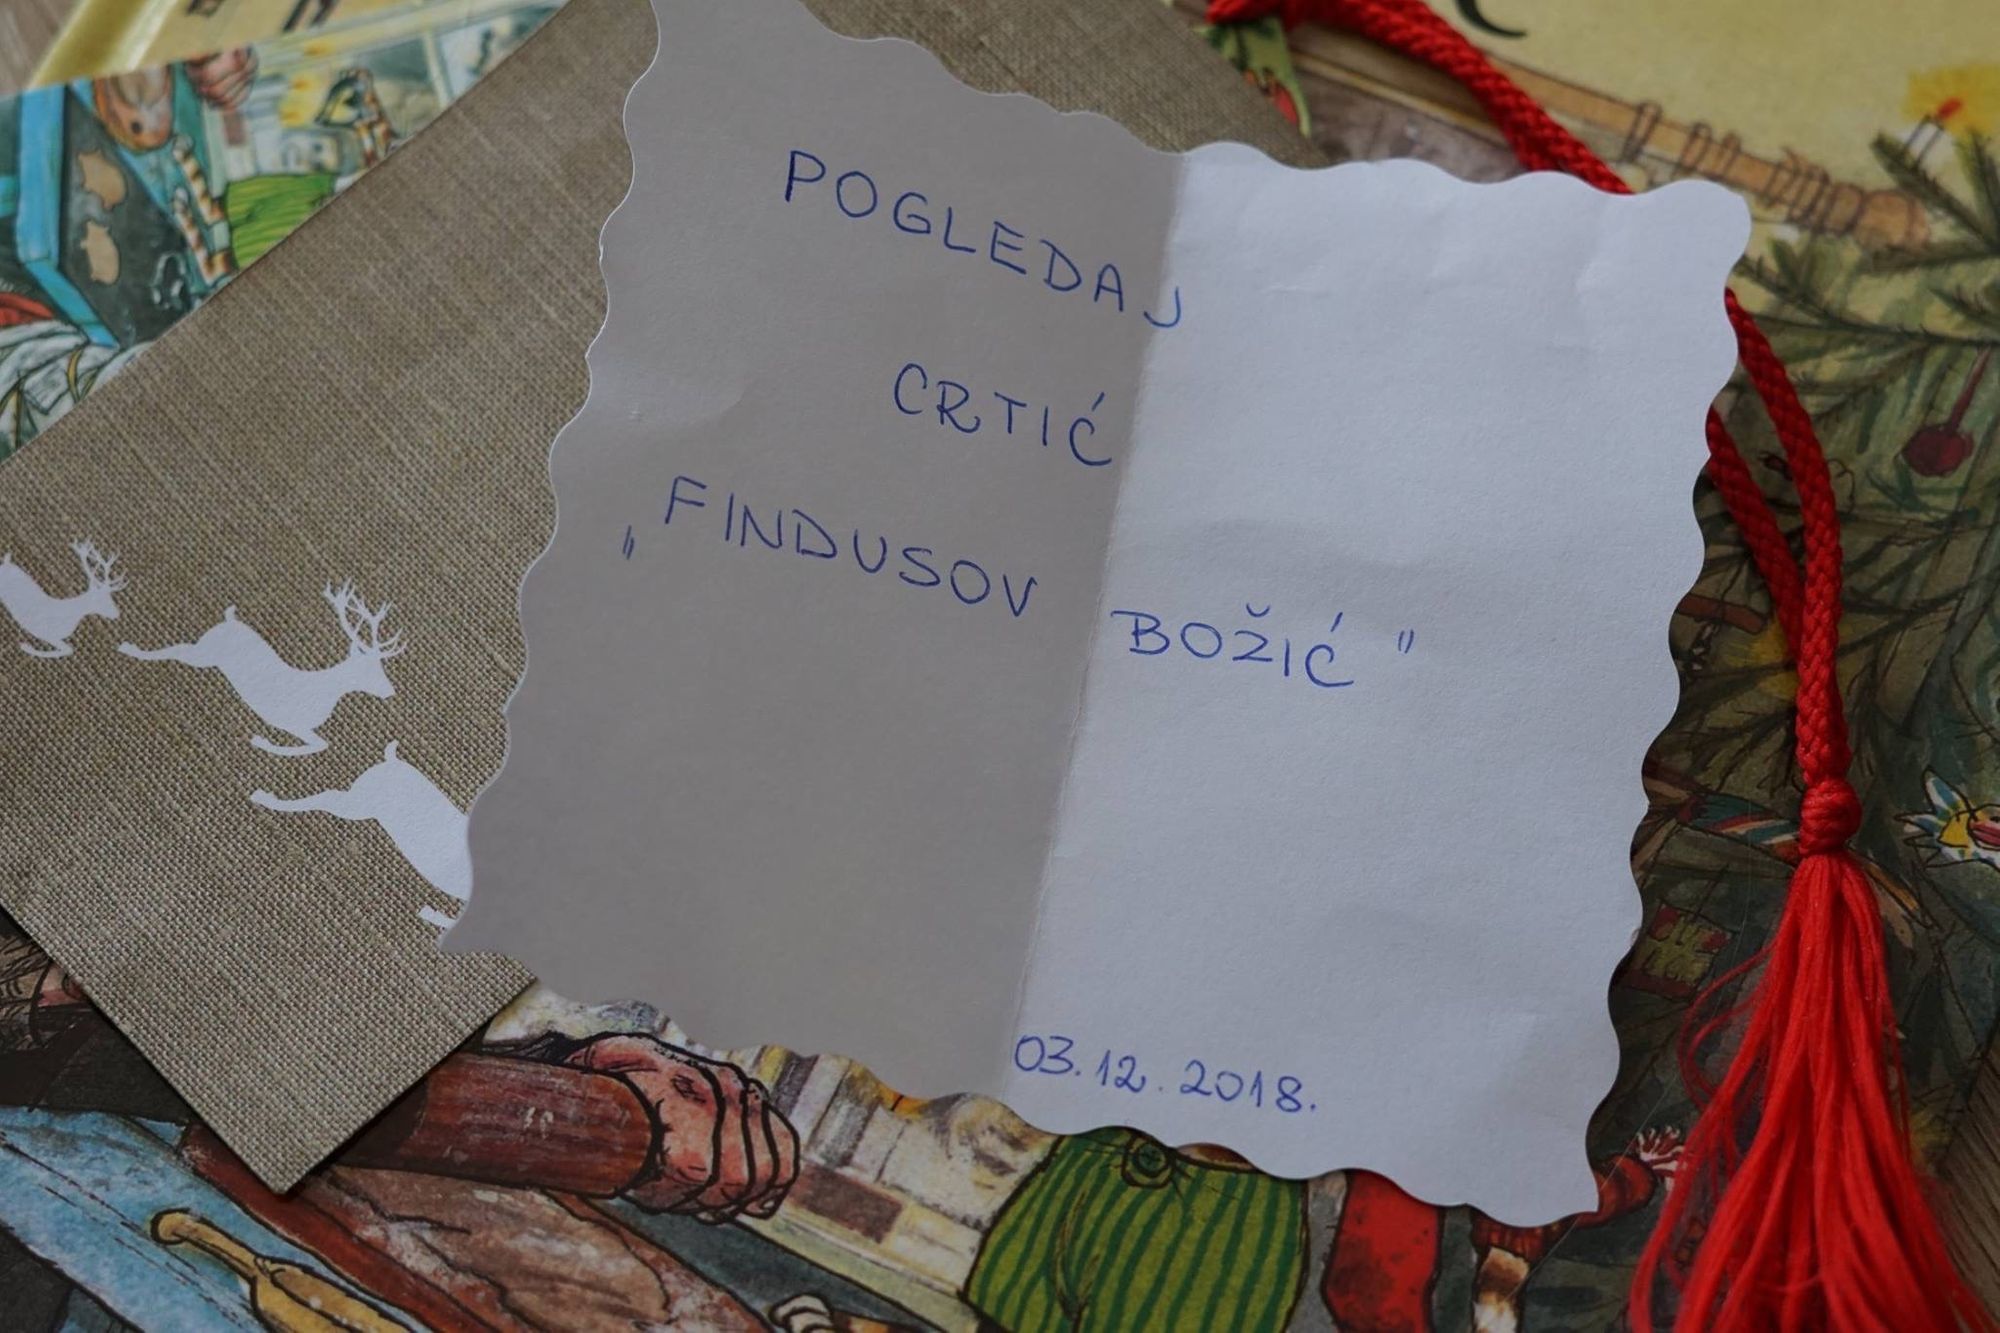 POGLEDAJ
CRTIĆ
„FINDUSOV BOŽIĆ"
03.12.2018.